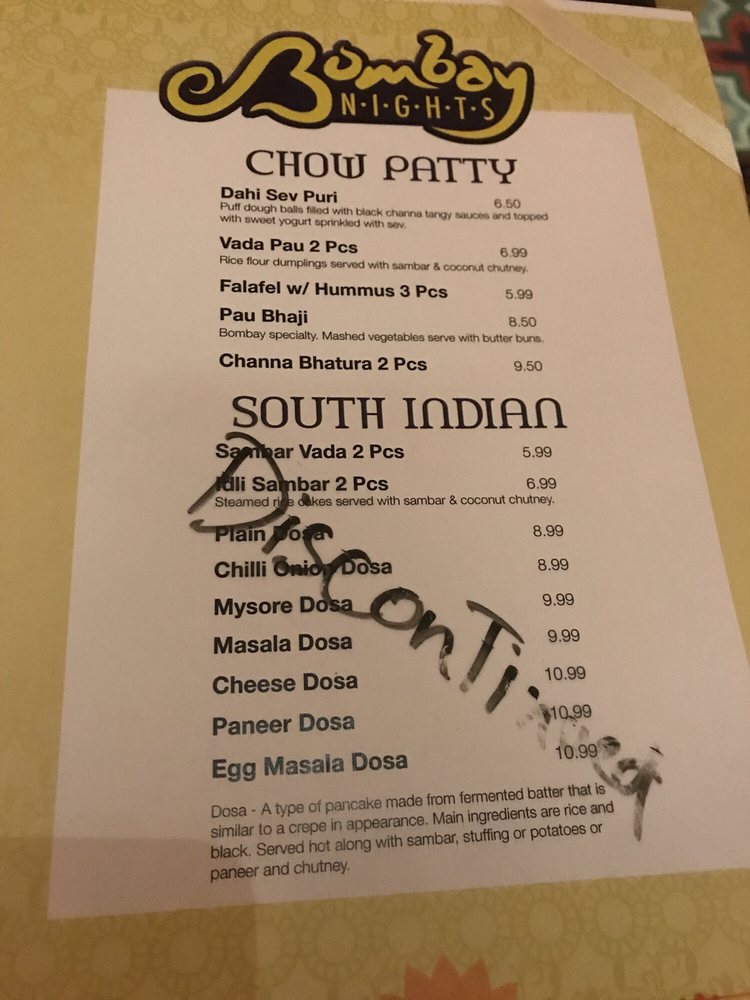 Bombay
N·I·G·H·T·S
CHOW PATTY
Dahi Sev Puri 6.50
Puff dough balls filled with black channa tangy sauces and topped
with sweet yogurt sprinkled with sev.
Vada Pau 2 Pcs 6.99
Rice flour dumplings served with sambar & coconut chutney.
Falafel w/ Hummus 3 Pcs 5.99
Pau Bhaji 8.50
Bombay specialty. Mashed vegetables serve with butter buns.
Channa Bhatura 2 Pcs 9.50
SOUTH INDIAN
Sambar Vada 2 Pcs 5.99
Idli Sambar 2 Pcs 6.99
Steamed rice cakes served with sambar & coconut chutney.
Plain Dosa 8.99
Chilli Onion Dosa 8.99
Mysore Dosa 9.99
Masala Dosa 9.99
Cheese Dosa 10.99
Paneer Dosa 10.99
Egg Masala Dosa 10.99
Discontinued
Dosa - A type of pancake made from fermented batter that is
similar to a crepe in appearance. Main ingredients are rice and
black. Served hot along with sambar, stuffing or potatoes or
paneer and chutney.